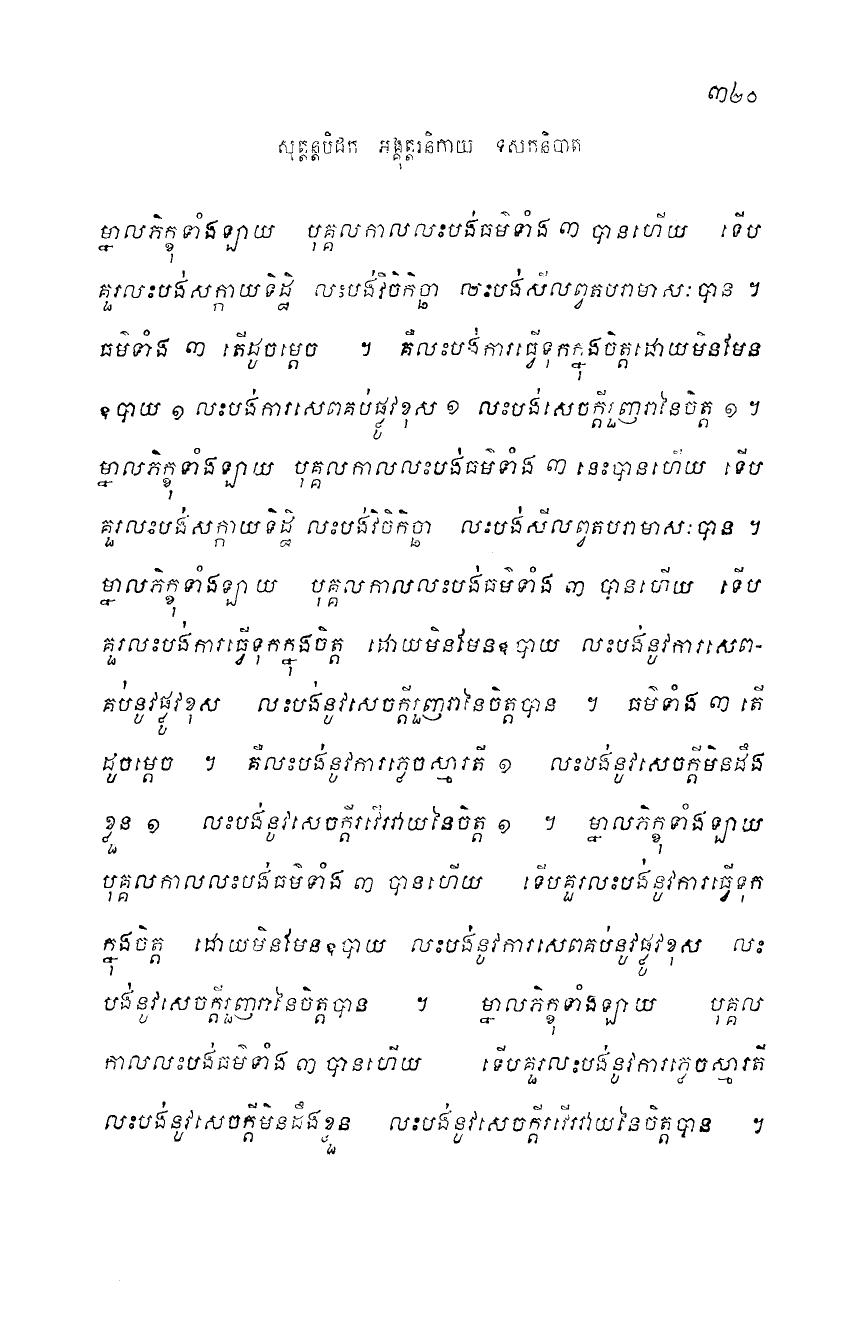 ៣២០
សុត្តន្តបិដក អង្គុត្តរនិកាយ ទសកនិបាត
ម្នាលភិក្ខុទាំងឡាយ បុគ្គលកាលលះបង់ធម៌ទាំង ៣ បានហើយ ទើប
គួរលះបង់សក្កាយទិដ្ឋិ លះបង់វិចិកិច្ឆា លះបង់សីលព្វតបរាមាសៈបាន ។
ធម៌ទាំង ៣ តើដូចម្តេច ។ គឺលះបង់ការធ្វើទុកក្នុងចិត្តដោយមិនមែន
ឧបាយ ១ លះបង់ការសេពគប់ផ្លូវខុស ១ លះបង់សេចក្តីរួញរានៃចិត្ត ១ ។
ម្នាលភិក្ខុទាំងឡាយ បុគ្គលកាលលះបង់ធម៌ទាំង ៣ នេះបានហើយ ទើប
គួរលះបង់សក្កាយទិដ្ឋិ លះបង់វិចិកិច្ឆា លះបង់សីលព្វតបរាមាសៈបាន ។
ម្នាលភិក្ខុទាំងឡាយ បុគ្គលកាលលះបង់ធម៌ទាំង ៣ បានហើយ ទើប
គួរលះបង់ការធ្វើទុកក្នុងចិត្ត ដោយមិនមែនឧបាយ លះបង់នូវការសេព-
គប់នូវផ្លូវខុស លះបង់នូវសេចក្តីរួញរានៃចិត្តបាន ។ ធម៌ទាំង ៣ តើ
ដូចម្តេច ។ គឺលះបង់នូវការភ្លេចស្មារតី ១ លះបង់នូវសេចក្តីមិនដឹង
ខ្លួន ១ លះបង់នូវសេចក្តីរវើរវាយនៃចិត្ត ១ ។ ម្នាលភិក្ខុទាំងឡាយ
បុគ្គលកាលលះបង់ធម៌ទាំង ៣ បានហើយ ទើបគួរលះបង់នូវការធ្វើទុក
ក្នុងចិត្ត ដោយមិនមែនឧបាយ លះបង់នូវការសេពគប់នូវផ្លូវខុស លះ
បង់នូវសេចក្តីរួញរានៃចិត្តបាន ។ ម្នាលភិក្ខុទាំងឡាយ បុគ្គល
កាលលះបង់ធម៌ទាំង ៣ បានហើយ ទើបគួរលះបង់នូវការភ្លេចស្មារតី
លះបង់នូវសេចក្តីមិនដឹងខ្លួន លះបង់នូវសេចក្តីរវើរវាយនៃចិត្តបាន ។